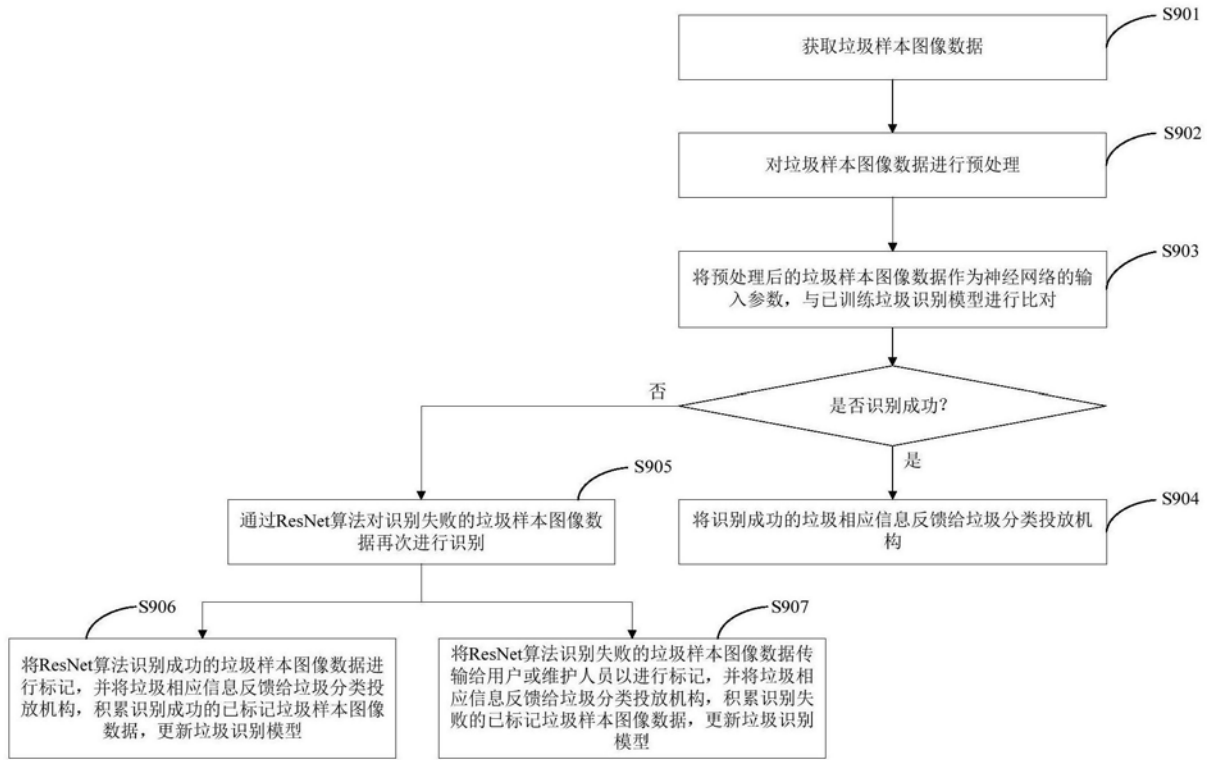 S901
获取垃圾样本图像数据
S902
对垃圾样本图像数据进行预处理
S903
将预处理后的垃圾样本图像数据作为神经网络的输
入参数，与已训练垃圾识别模型进行比对
是否识别成功?
否
是
S904
将识别成功的垃圾相应信息反馈给垃圾分类投放机
构
S905
通过ResNet算法对识别失败的垃圾样本图像数
据再次进行识别
S906
将ResNet算法识别成功的垃圾样本图像数据进
行标记，并将垃圾相应信息反馈给垃圾分类投
放机构，积累识别成功的已标记垃圾样本图像
数据，更新垃圾识别模型
S907
将ResNet算法识别失败的垃圾样本图像数据传
输给用户或维护人员以进行标记，并将垃圾相
应信息反馈给垃圾分类投放机构，积累识别失
败的已标记垃圾样本图像数据，更新垃圾识别
模型